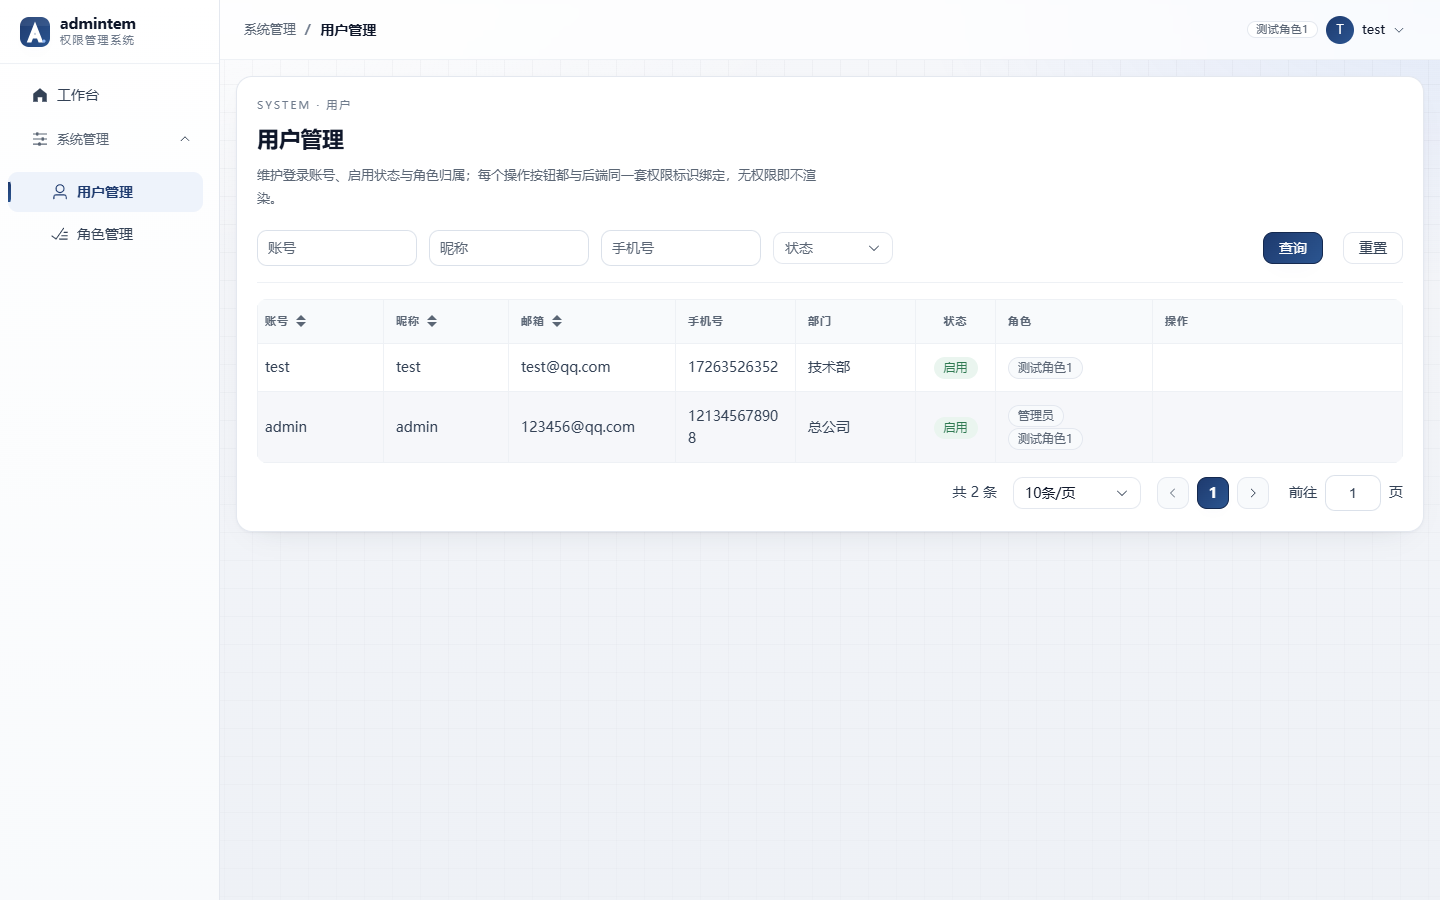 admintem
权限管理系统
工作台
系统管理
用户管理
角色管理
系统管理 / 用户管理
测试角色1
T
test
SYSTEM · 用户
用户管理
维护登录账号、启用状态与角色归属；每个操作按钮都与后端同一套权限标识绑定，无权限即不渲
染。
账号
昵称
手机号
状态
查询
重置
账号 昵称 邮箱 手机号 部门 状态 角色 操作
test test test@qq.com 17263526352 技术部 启用 测试角色1
admin admin 123456@qq.com 12134567890
8 总公司 启用 管理员
测试角色1
共 2 条 10条/页 1 前往 1 页